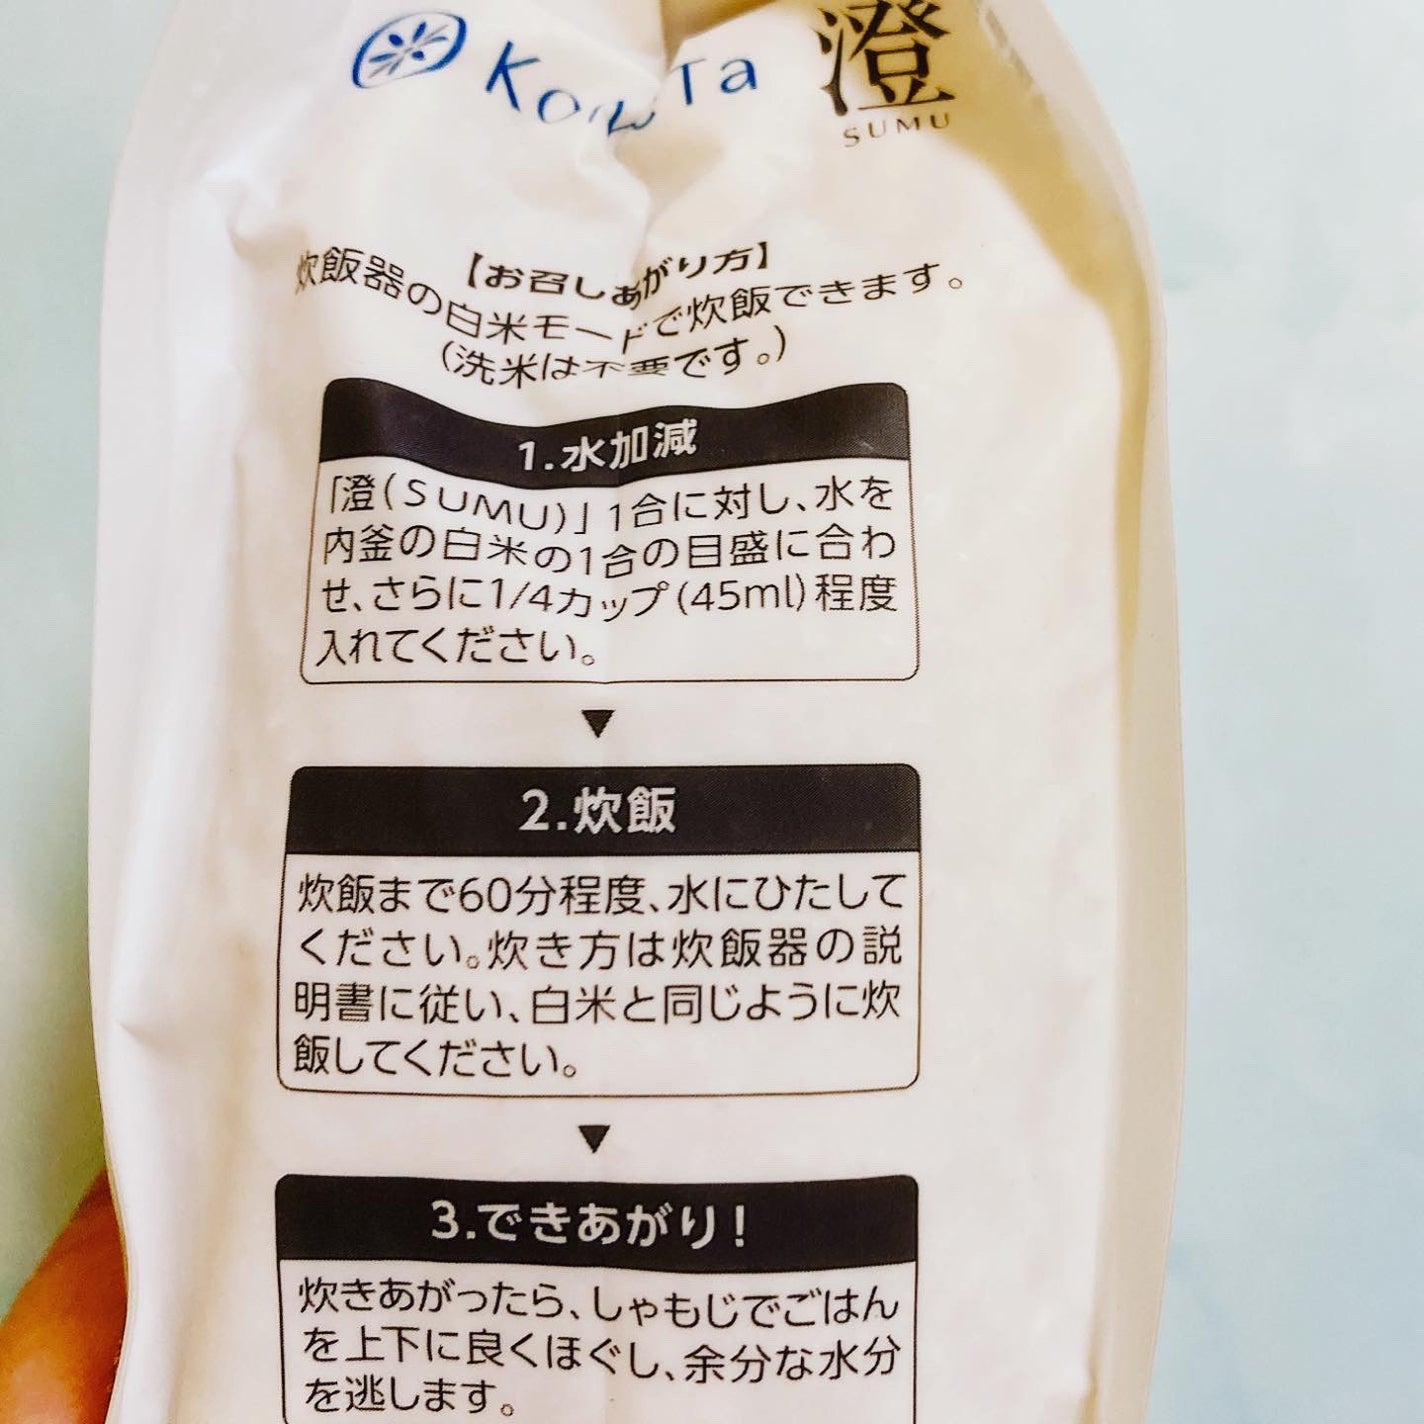 澄
SUMU
【お召しあがり方】
炊飯器の白米モードで炊飯できます。
（洗米は不要です。）
1.水加減
「澄（SUMU）」1合に対し、水を
内釜の白米の1合の目盛に合わ
せ、さらに1/4カップ（45ml）程度
入れてください。
▼
2.炊飯
炊飯まで60分程度、水にひたして
ください。炊き方は炊飯器の説
明書に従い、白米と同じように炊
飯してください。
▼
3.できあがり！
炊きあがったら、しゃもじでごはん
を上下に良くほぐし、余分な水分
を逃します。